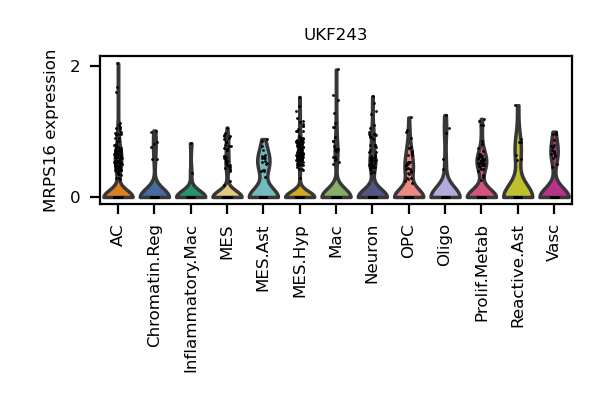 UKF243
MRPS16 expression
2
0
AC
Chromatin.Reg
Inflammatory.Mac
MES
MES.Ast
MES.Hyp
Mac
Neuron
OPC
Oligo
Prolif.Metab
Reactive.Ast
Vasc